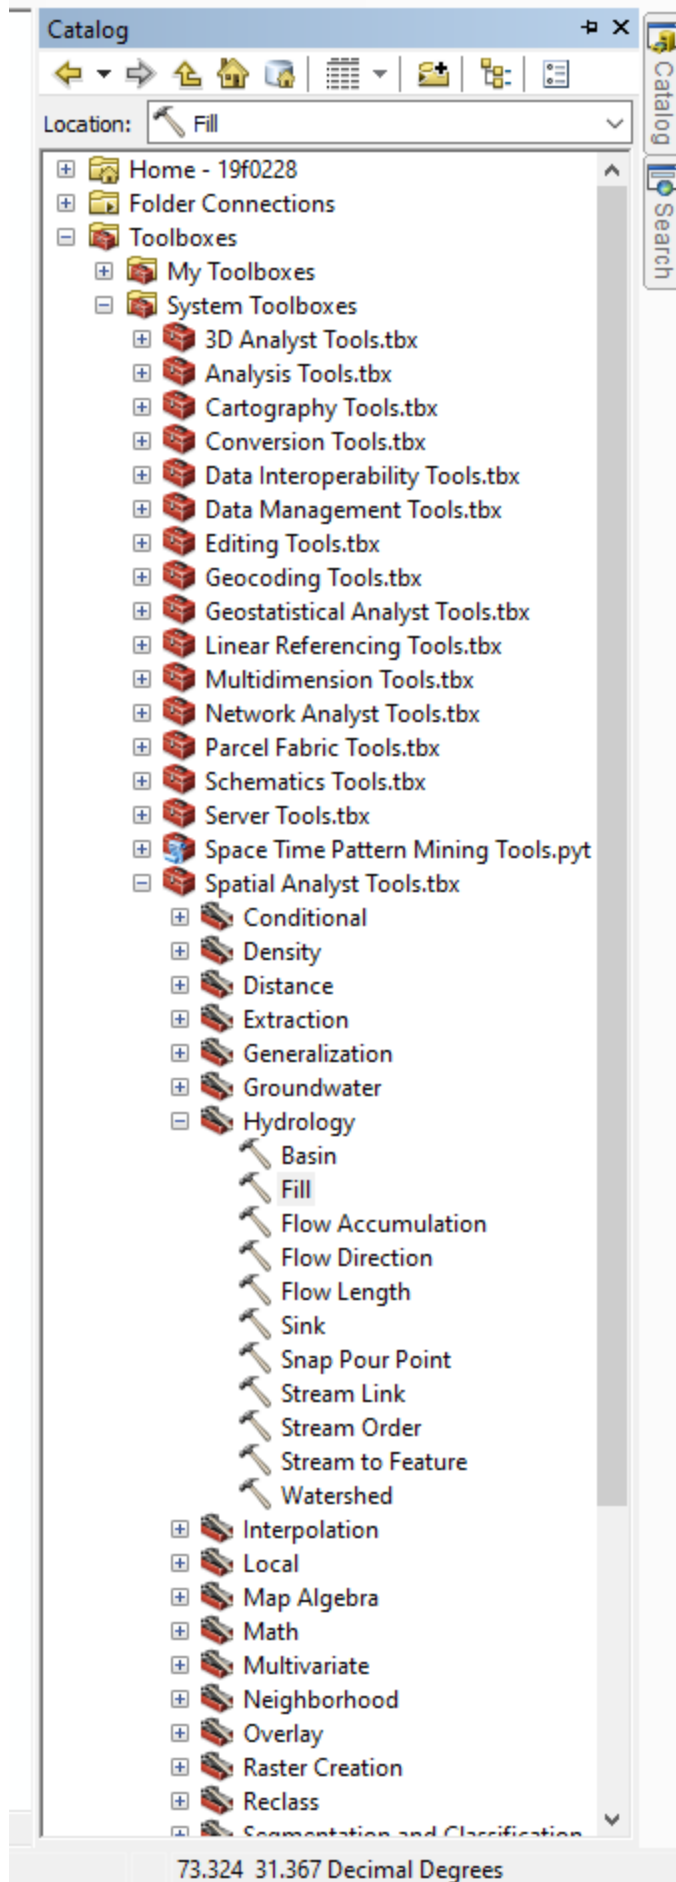 Catalog
Location: Fill
Home - 19f0228
Folder Connections
Toolboxes
My Toolboxes
System Toolboxes
3D Analyst Tools.tbx
Analysis Tools.tbx
Cartography Tools.tbx
Conversion Tools.tbx
Data Interoperability Tools.tbx
Data Management Tools.tbx
Editing Tools.tbx
Geocoding Tools.tbx
Geostatistical Analyst Tools.tbx
Linear Referencing Tools.tbx
Multidimension Tools.tbx
Network Analyst Tools.tbx
Parcel Fabric Tools.tbx
Schematics Tools.tbx
Server Tools.tbx
Space Time Pattern Mining Tools.pyt
Spatial Analyst Tools.tbx
Conditional
Density
Distance
Extraction
Generalization
Groundwater
Hydrology
Basin
Fill
Flow Accumulation
Flow Direction
Flow Length
Sink
Snap Pour Point
Stream Link
Stream Order
Stream to Feature
Watershed
Interpolation
Local
Map Algebra
Math
Multivariate
Neighborhood
Overlay
Raster Creation
Reclass
Segmentation and Classification
73.324 31.367 Decimal Degrees
Catalog
Search